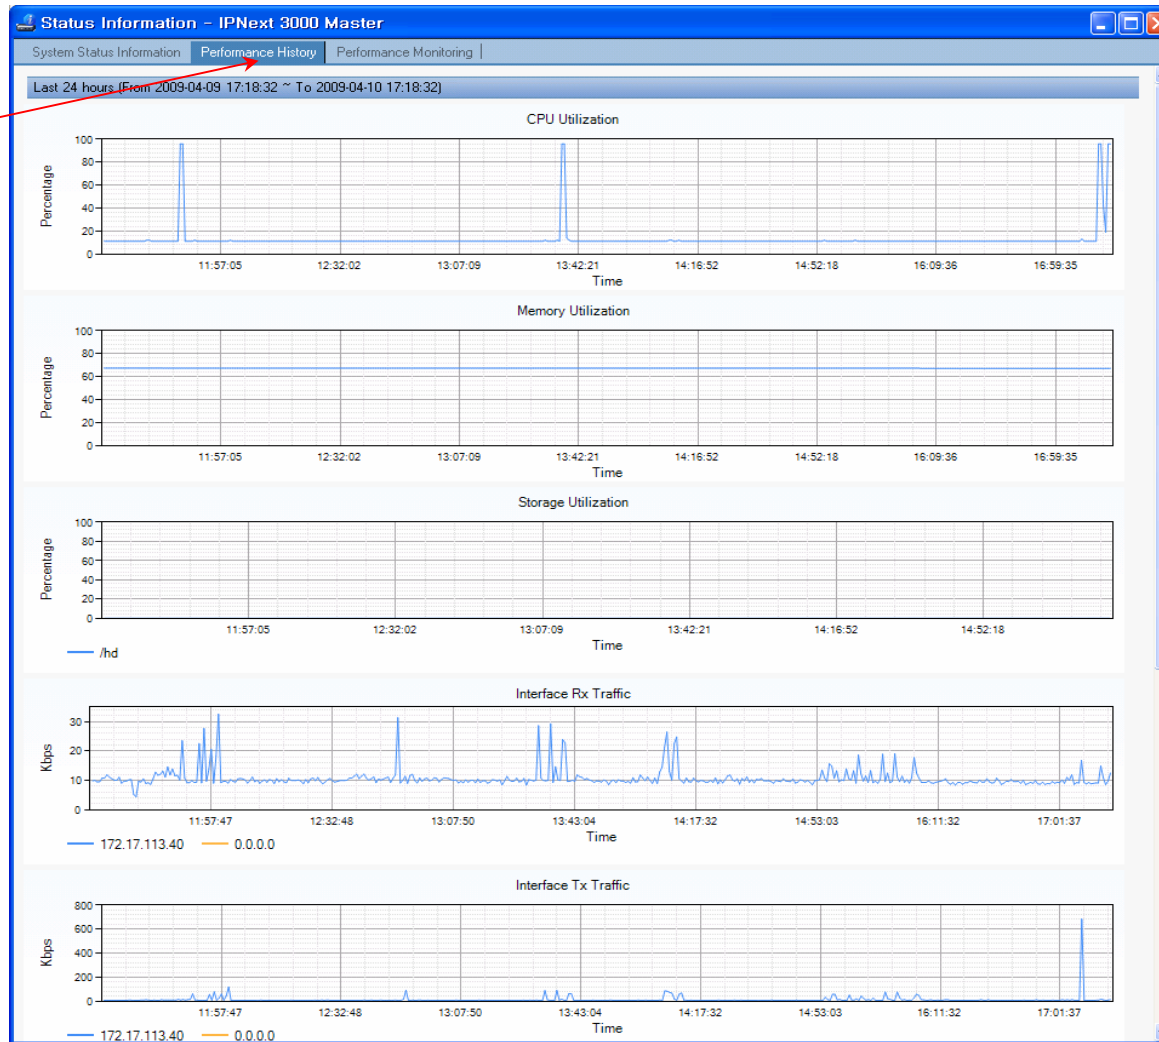 Status Information - IPNext 3000 Master
System Status Information Performance History Performance Monitoring
Last 24 hours (From 2009-04-09 17:18:32 ~ To 2009-04-10 17:18:32)
CPU Utilization
Percentage
100
80
60
40
20
0
11:57:05 12:32:02 13:07:09 13:42:21 14:16:52 14:52:18 16:09:36 16:59:35
Time
Memory Utilization
Percentage
100
80
60
40
20
0
11:57:05 12:32:02 13:07:09 13:42:21 14:16:52 14:52:18 16:09:36 16:59:35
Time
Storage Utilization
Percentage
100
80
60
40
20
0
11:57:05 12:32:02 13:07:09 13:42:21 14:16:52 14:52:18
Time
/hd
Interface Rx Traffic
Kbps
30
20
10
0
11:57:47 12:32:48 13:07:50 13:43:04 14:17:32 14:53:03 16:11:32 17:01:37
Time
172.17.113.40 0.0.0.0
Interface Tx Traffic
Kbps
800
600
400
200
0
11:57:47 12:32:48 13:07:50 13:43:04 14:17:32 14:53:03 16:11:32 17:01:37
Time
172.17.113.40 0.0.0.0